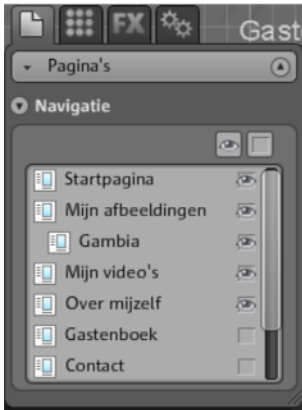 FX
Gast
Pagina's
Navigatie
Startpagina
Mijn afbeeldingen
Gambia
Mijn video's
Over mijzelf
Gastenboek
Contact